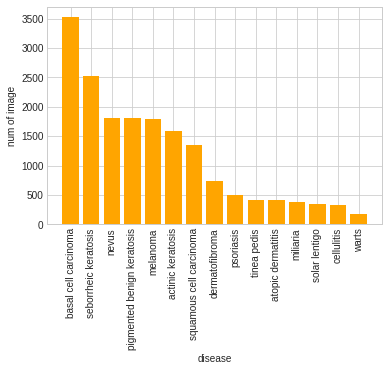 3500
3000
2500
2000
1500
1000
500
0
num of image
basal cell carcinoma
seborrheic keratosis
nevus
pigmented benign keratosis
melanoma
actinic keratosis
squamous cell carcinoma
dermatofibroma
psoriasis
tinea pedis
atopic dermatitis
miliaria
solar lentigo
cellulitis
warts
disease